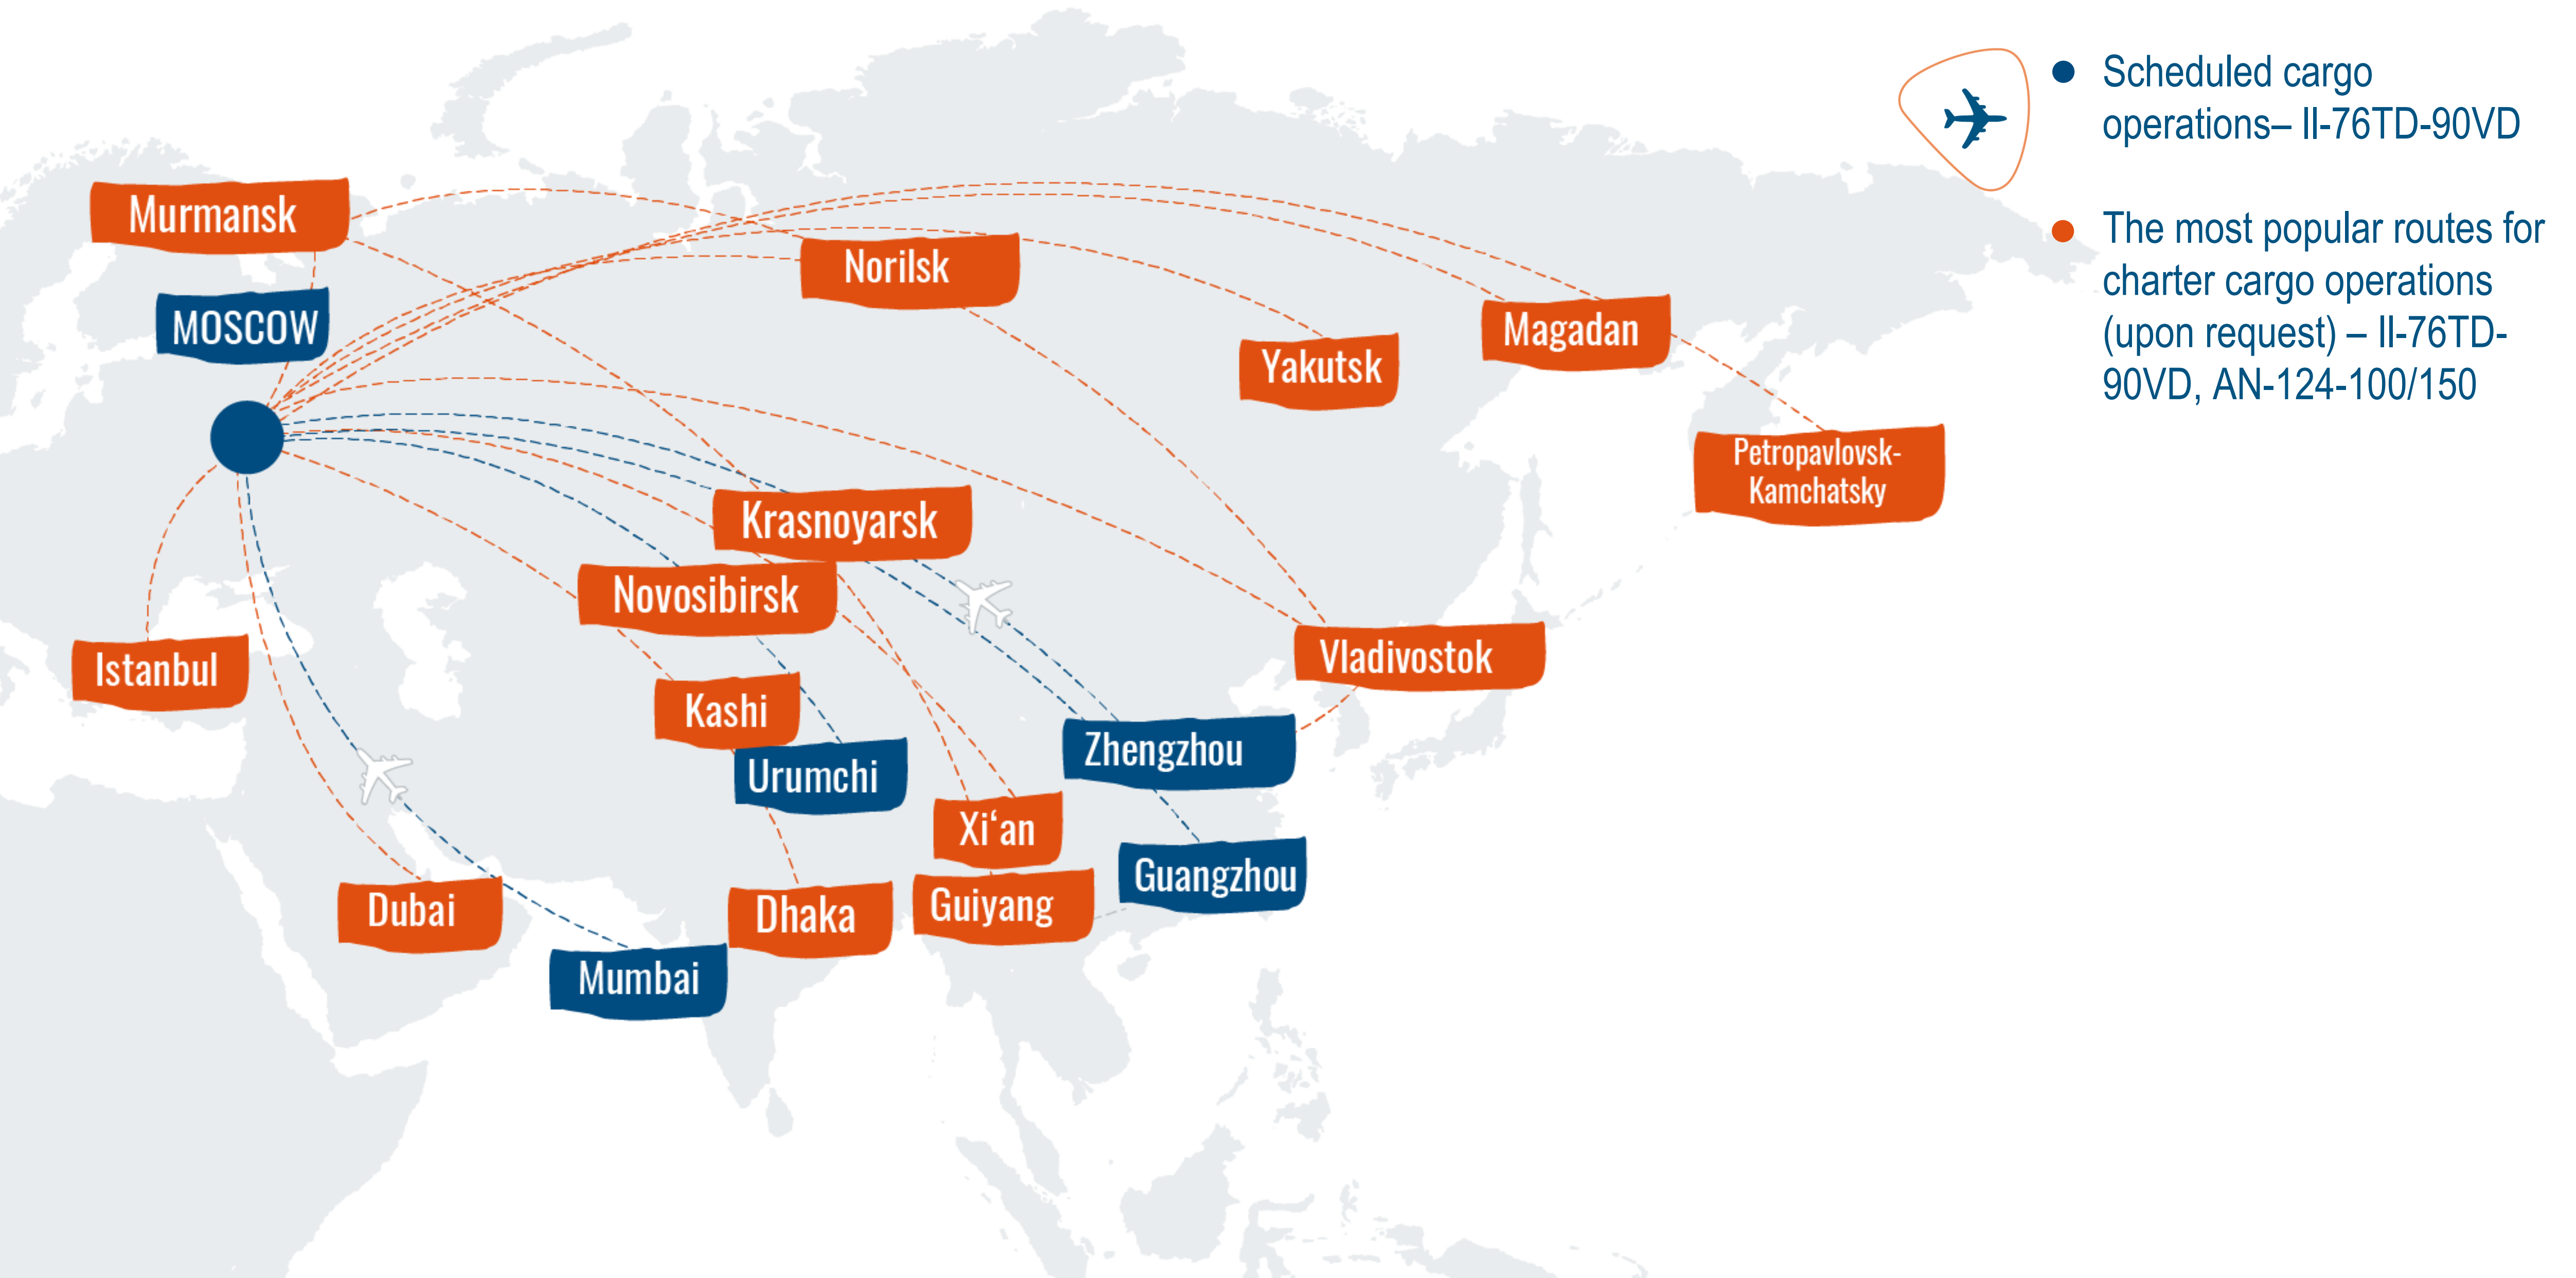 Scheduled cargo
operations– Il-76TD-90VD
The most popular routes for
charter cargo operations
(upon request) – Il-76TD-
90VD, AN-124-100/150
Murmansk
MOSCOW
Norilsk
Yakutsk
Magadan
Petropavlovsk-
Kamchatsky
Krasnoyarsk
Novosibirsk
Istanbul
Kashi
Urumchi
Vladivostok
Zhengzhou
Xi‘an
Guangzhou
Dubai
Dhaka
Guiyang
Mumbai